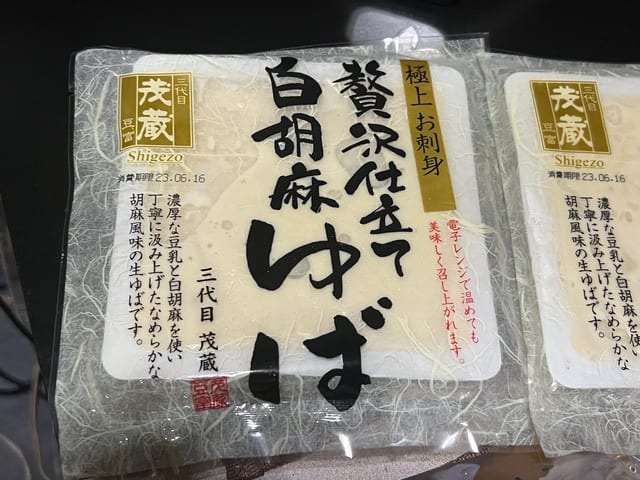 極上 お刺身
贅沢仕立て
白胡麻
ゆば
電子レンジで温めても
美味しく召し上がれます。
三代目
茂蔵
豆富
Shigezo
消費期限23.06.16
濃厚な豆乳と白胡麻を使い
丁寧に汲み上げたなめらかな
胡麻風味の生ゆばです。
三代目 茂蔵
三代目
茂蔵
豆富
Shigezo
消費期限23.06.16
濃厚な豆乳と白胡麻を使い
丁寧に汲み上げたなめらかな
胡麻風味の生ゆばです。